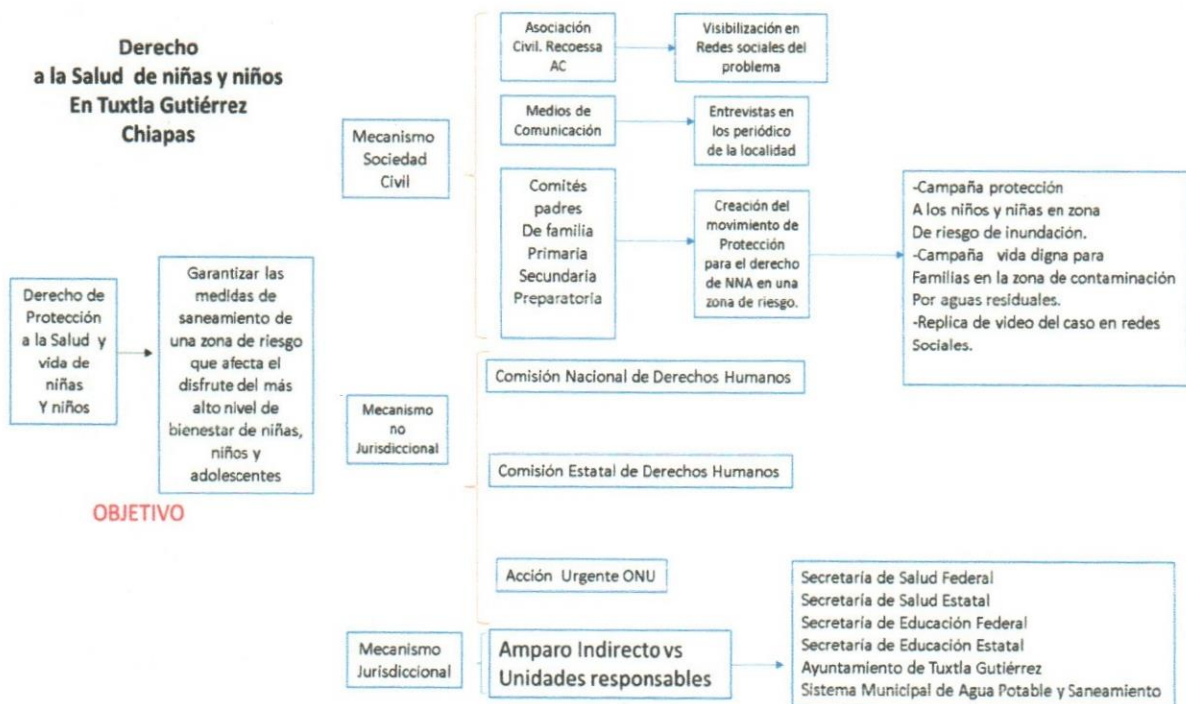 Derecho
a la Salud de niñas y niños
En Tuxtla Gutiérrez
Chiapas
Derecho de
Protección
a la Salud y
vida de
niñas
Y niños
Garantizar las
medidas de
saneamiento de
una zona de riesgo
que afecta el
disfrute del más
alto nivel de
bienestar de niñas,
niños y
adolescentes
OBJETIVO
Mecanismo
Sociedad
Civil
Asociación
Civil. Recoessa
AC
Visibilización en
Redes sociales del
problema
Medios de
Comunicación
Entrevistas en
los periódico
de la localidad
Comités
padres
De familia
Primaria
Secundaria
Preparatoria
Creación del
movimiento de
Protección
para el derecho
de NNA en una
zona de riesgo.
-Campaña protección
A los niños y niñas en zona
De riesgo de inundación.
-Campaña vida digna para
Familias en la zona de contaminación
Por aguas residuales.
-Replica de video del caso en redes
Sociales.
Mecanismo
no
Jurisdiccional
Comisión Nacional de Derechos Humanos
Comisión Estatal de Derechos Humanos
Acción Urgente ONU
Mecanismo
Jurisdiccional
Amparo Indirecto vs
Unidades responsables
Secretaría de Salud Federal
Secretaría de Salud Estatal
Secretaría de Educación Federal
Secretaría de Educación Estatal
Ayuntamiento de Tuxtla Gutiérrez
Sistema Municipal de Agua Potable y Saneamiento